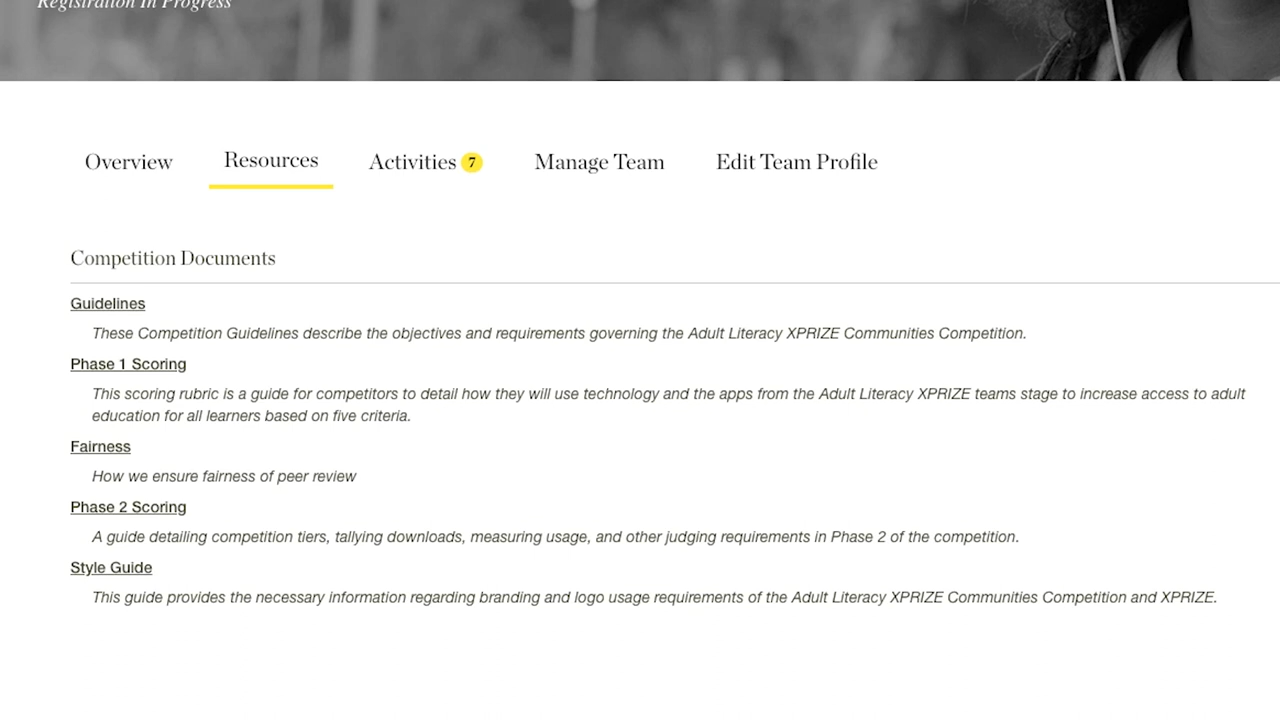 Registration In Progress
Overview
Resources
Activities 7
Manage Team
Edit Team Profile
Competition Documents
Guidelines
These Competition Guidelines describe the objectives and requirements governing the Adult Literacy XPRIZE Communities Competition.
Phase 1 Scoring
This scoring rubric is a guide for competitors to detail how they will use technology and the apps from the Adult Literacy XPRIZE teams stage to increase access to adult
education for all learners based on five criteria.
Fairness
How we ensure fairness of peer review
Phase 2 Scoring
A guide detailing competition tiers, tallying downloads, measuring usage, and other judging requirements in Phase 2 of the competition.
Style Guide
This guide provides the necessary information regarding branding and logo usage requirements of the Adult Literacy XPRIZE Communities Competition and XPRIZE.